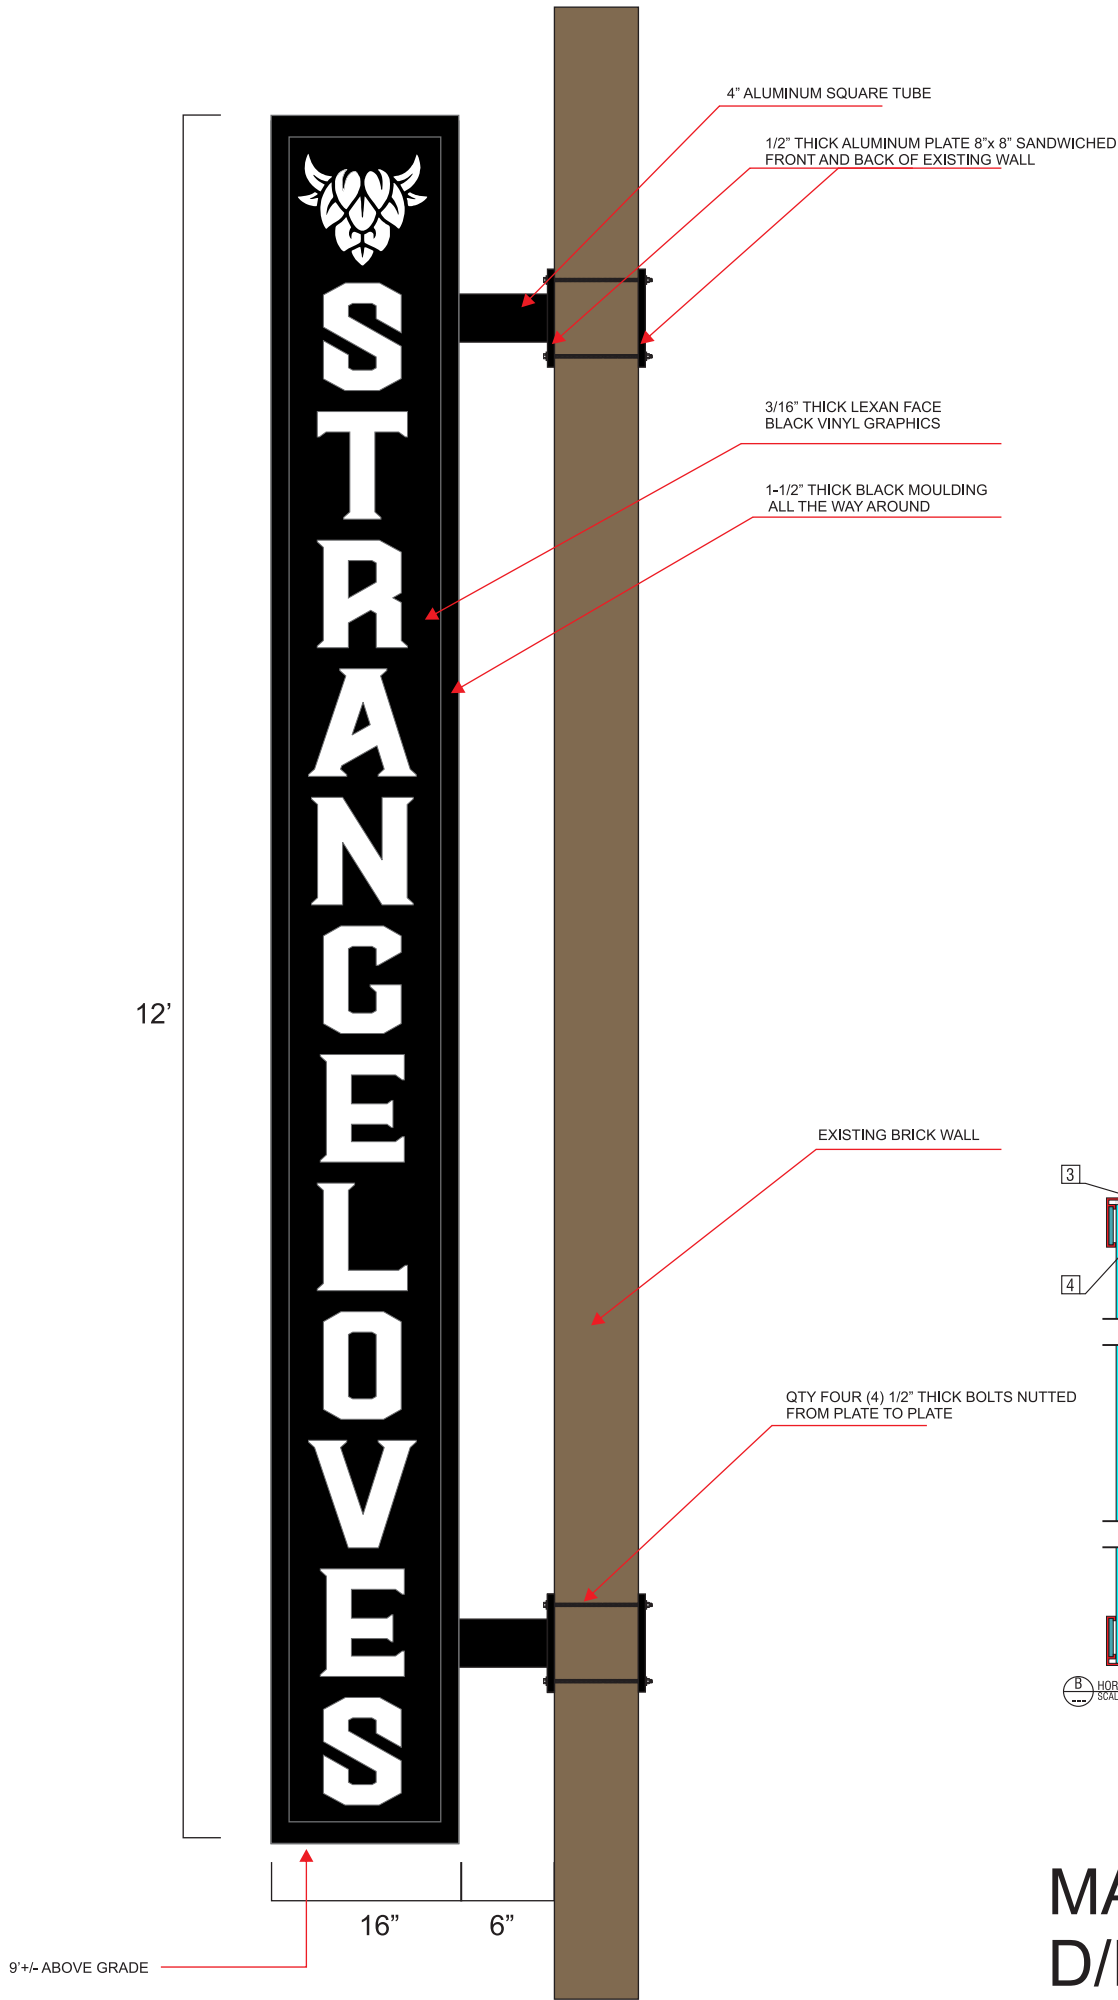 4” ALUMINUM SQUARE TUBE
1/2” THICK ALUMINUM PLATE 8”x 8” SANDWICHED
FRONT AND BACK OF EXISTING WALL
3/16” THICK LEXAN FACE
BLACK VINYL GRAPHICS
1-1/2” THICK BLACK MOULDING
ALL THE WAY AROUND
STRANGELOVES
12’
EXISTING BRICK WALL
3
4
QTY FOUR (4) 1/2” THICK BOLTS NUTTED
FROM PLATE TO PLATE
B
---
16”
6”
9’+/- ABOVE GRADE